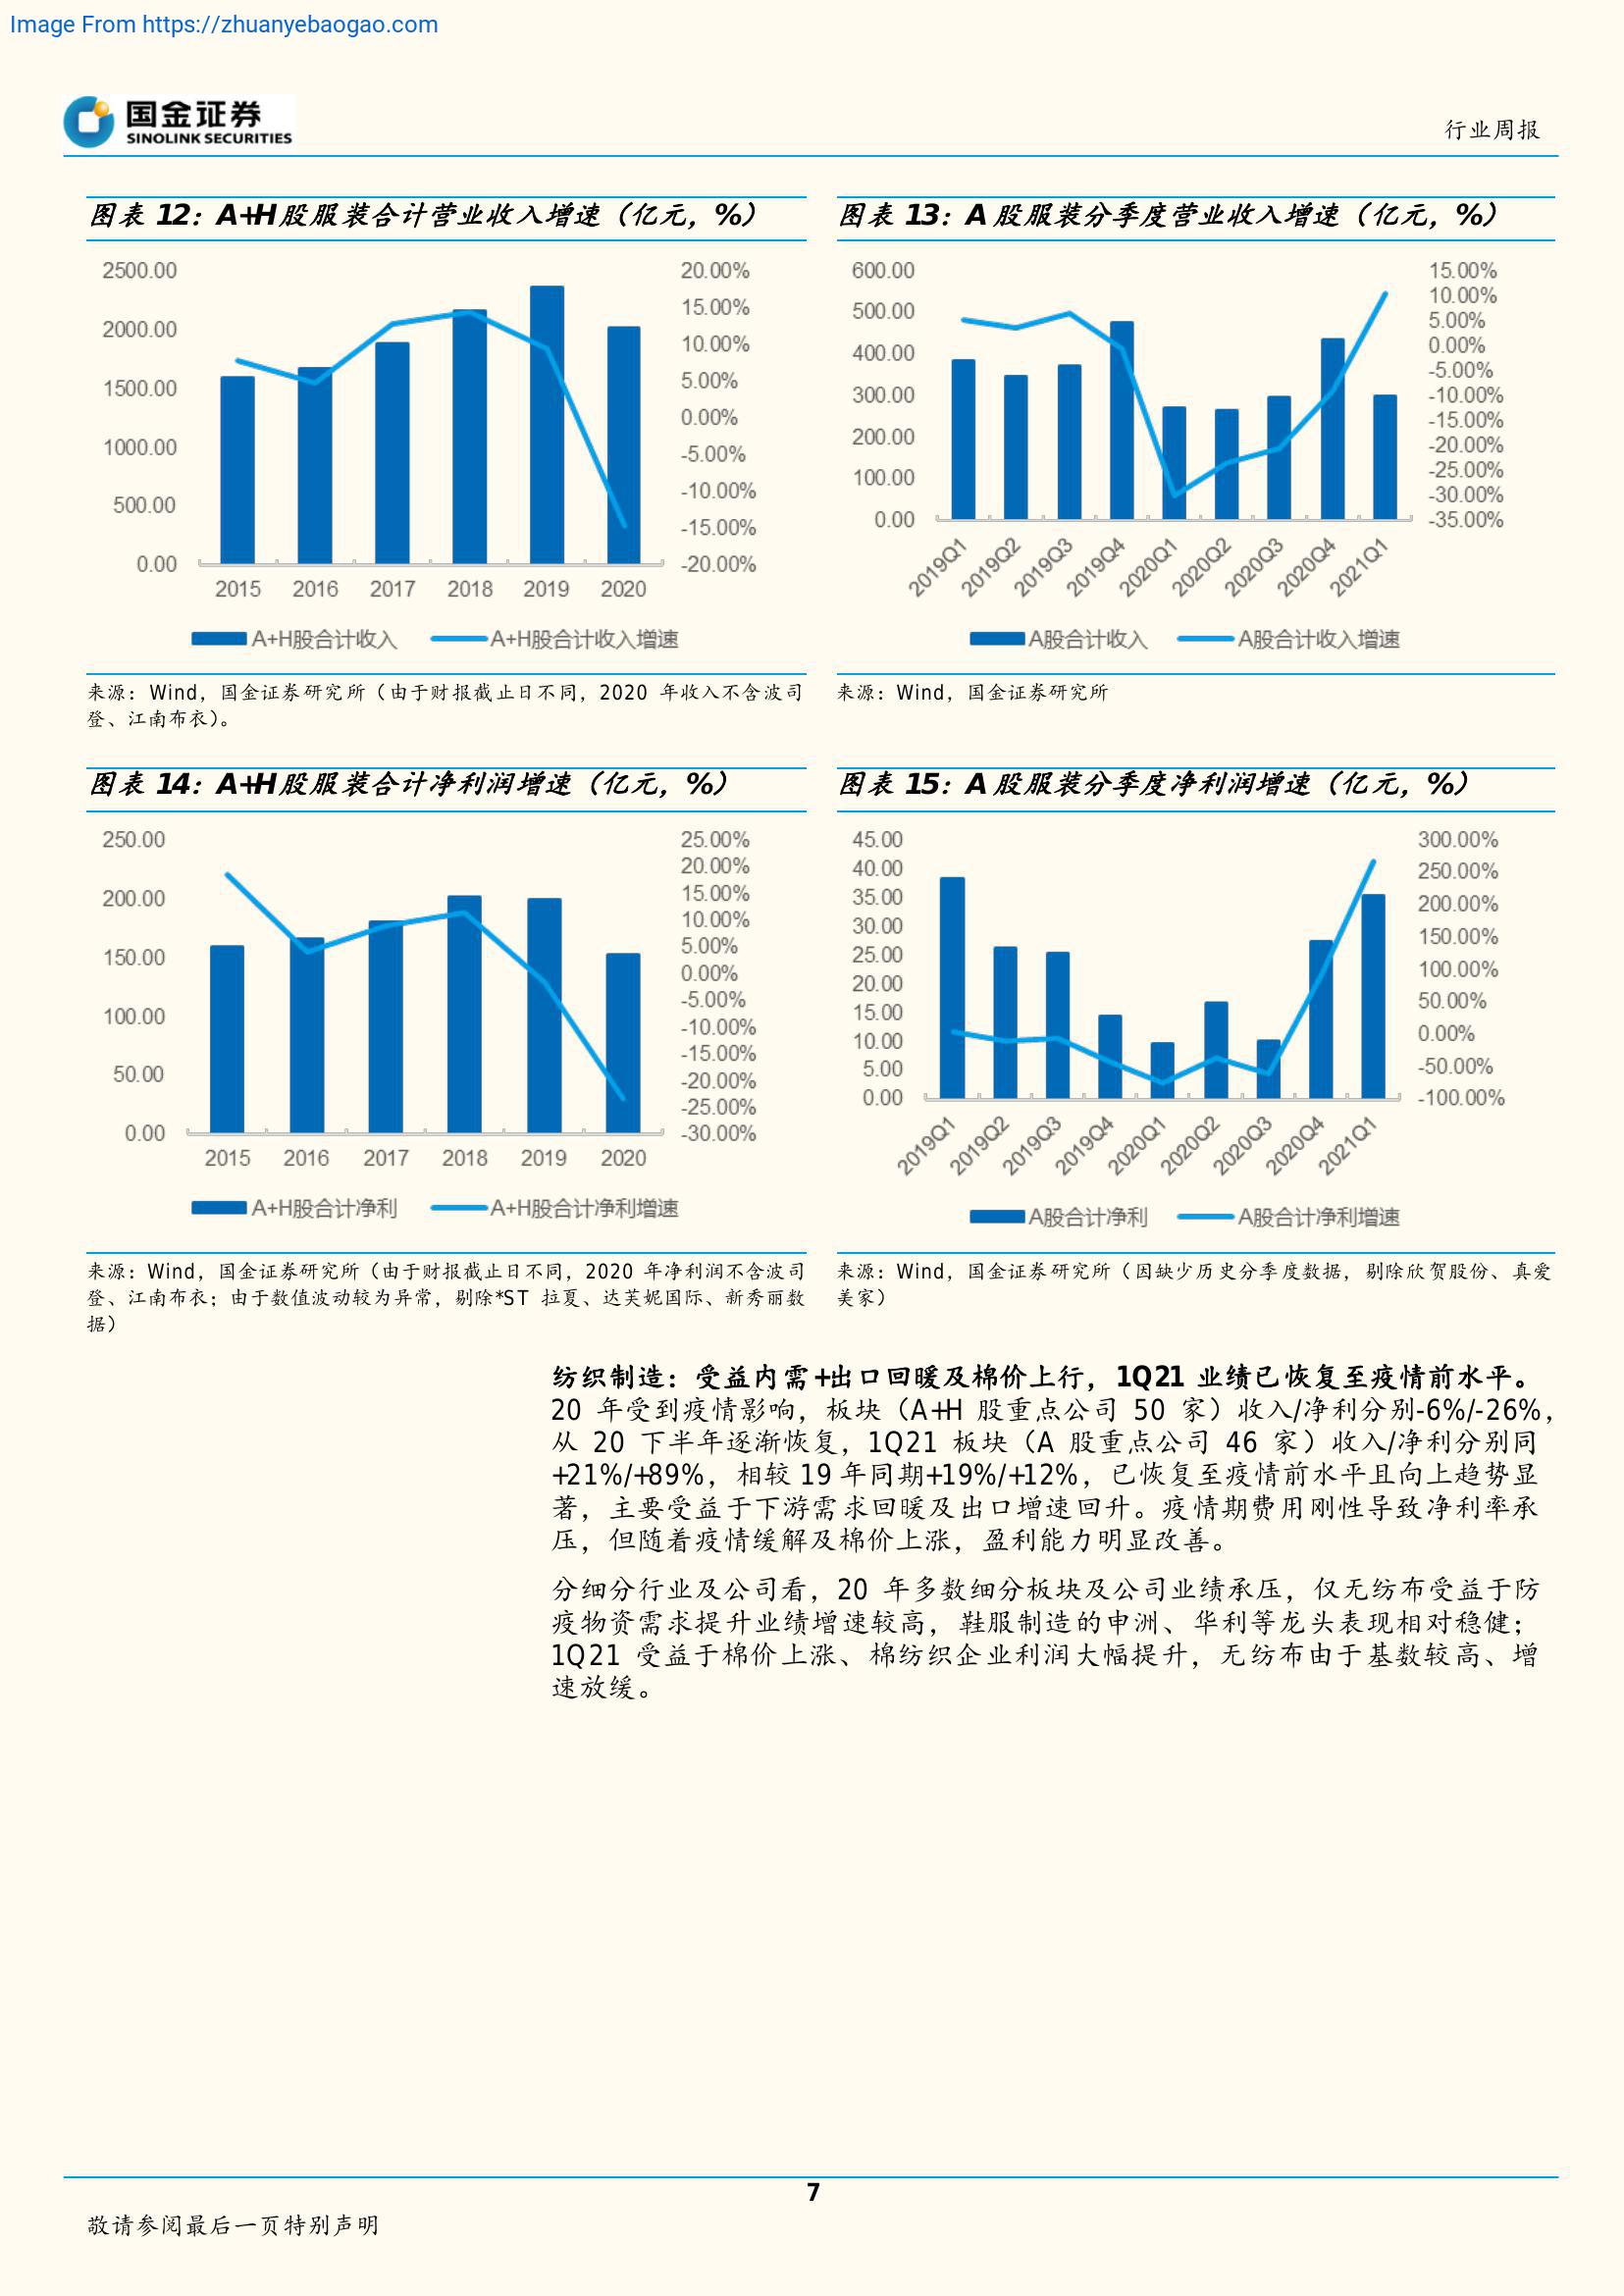 Image From https://zhuanyebaogao.com
国金证券
SINOLINK SECURITIES
行业周报
图表 12：A+H 股服装合计营业收入增速（亿元，%）
2500.00
2000.00
1500.00
1000.00
500.00
0.00
20.00%
15.00%
10.00%
5.00%
0.00%
-5.00%
-10.00%
-15.00%
-20.00%
2015 2016 2017 2018 2019 2020
A+H股合计收入 A+H股合计收入增速
来源：Wind，国金证券研究所（由于财报截止日不同，2020 年收入不含波司
登、江南布衣）。
图表 13：A 股服装分季度营业收入增速（亿元，%）
600.00
500.00
400.00
300.00
200.00
100.00
0.00
15.00%
10.00%
5.00%
0.00%
-5.00%
-10.00%
-15.00%
-20.00%
-25.00%
-30.00%
-35.00%
2019Q1 2019Q2 2019Q3 2019Q4 2020Q1 2020Q2 2020Q3 2020Q4 2021Q1
A股合计收入 A股合计收入增速
来源：Wind，国金证券研究所
图表 14：A+H 股服装合计净利润增速（亿元，%）
250.00
200.00
150.00
100.00
50.00
0.00
25.00%
20.00%
15.00%
10.00%
5.00%
0.00%
-5.00%
-10.00%
-15.00%
-20.00%
-25.00%
-30.00%
2015 2016 2017 2018 2019 2020
A+H股合计净利 A+H股合计净利增速
来源：Wind，国金证券研究所（由于财报截止日不同，2020 年净利润不含波司
登、江南布衣；由于数值波动较为异常，剔除*ST 拉夏、达芙妮国际、新秀丽数
据）
图表 15：A 股服装分季度净利润增速（亿元，%）
45.00
40.00
35.00
30.00
25.00
20.00
15.00
10.00
5.00
0.00
300.00%
250.00%
200.00%
150.00%
100.00%
50.00%
0.00%
-50.00%
-100.00%
2019Q1 2019Q2 2019Q3 2019Q4 2020Q1 2020Q2 2020Q3 2020Q4 2021Q1
A股合计净利 A股合计净利增速
来源：Wind，国金证券研究所（因缺少历史分季度数据，剔除欣贺股份、真爱
美家）
纺织制造：受益内需+出口回暖及棉价上行，1Q21 业绩已恢复至疫情前水平。
20 年受到疫情影响，板块（A+H 股重点公司 50 家）收入/净利分别-6%/-26%，
从 20 下半年逐渐恢复，1Q21 板块（A 股重点公司 46 家）收入/净利分别同
+21%/+89%，相较 19 年同期+19%/+12%，已恢复至疫情前水平且向上趋势显
著，主要受益于下游需求回暖及出口增速回升。疫情期费用刚性导致净利率承
压，但随着疫情缓解及棉价上涨，盈利能力明显改善。
分细分行业及公司看，20 年多数细分板块及公司业绩承压，仅无纺布受益于防
疫物资需求提升业绩增速较高，鞋服制造的申洲、华利等龙头表现相对稳健；
1Q21 受益于棉价上涨、棉纺织企业利润大幅提升，无纺布由于基数较高、增
速放缓。
7
敬请参阅最后一页特别声明